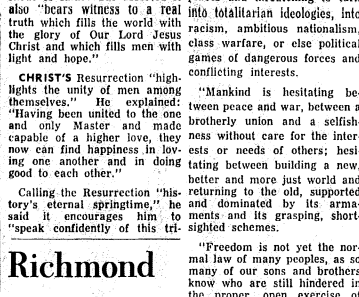 also "bears witness to a real
truth which fills the world with
the glory of Our Lord Jesus
Christ and which fills men with
light and hope."
CHRIST'S Resurrection "high-
lights the unity of men among
themselves." He explained:
"Having been united to the one
and only Master and made
capable of a higher love, they
now can find happiness in lov-
ing one another and in doing
good to each other."
Calling the Resurrection "his-
tory's eternal springtime," he
said it encourages him to
"speak confidently of this tri-
Richmond
into totalitarian ideologies, into
racism, ambitious nationalism,
class warfare, or else political
games of dangerous forces and
conflicting interests.
"Mankind is hesitating be-
tween peace and war, between a
brotherly union and a selfish-
ness without care for the inter-
ests or needs of others; hesi-
tating between building a new,
better and more just world and
returning to the old, supported
and dominated by its arma-
ments and its grasping, short-
sighted schemes.
"Freedom is not yet the nor-
mal law of many peoples, as so
many of our sons and brothers
know who are still hindered in
the proper open exercise of